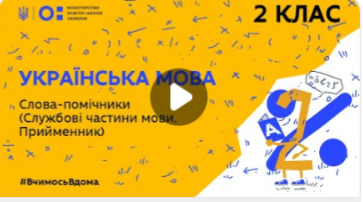 МІНІСТЕРСТВО
ОСВІТИ І НАУКИ
УКРАЇНИ
2 КЛАС
УКРАЇНСЬКА МОВА
Слова-помічники
(Службові частини мови.
Прийменник)
#ВчимосьВдома